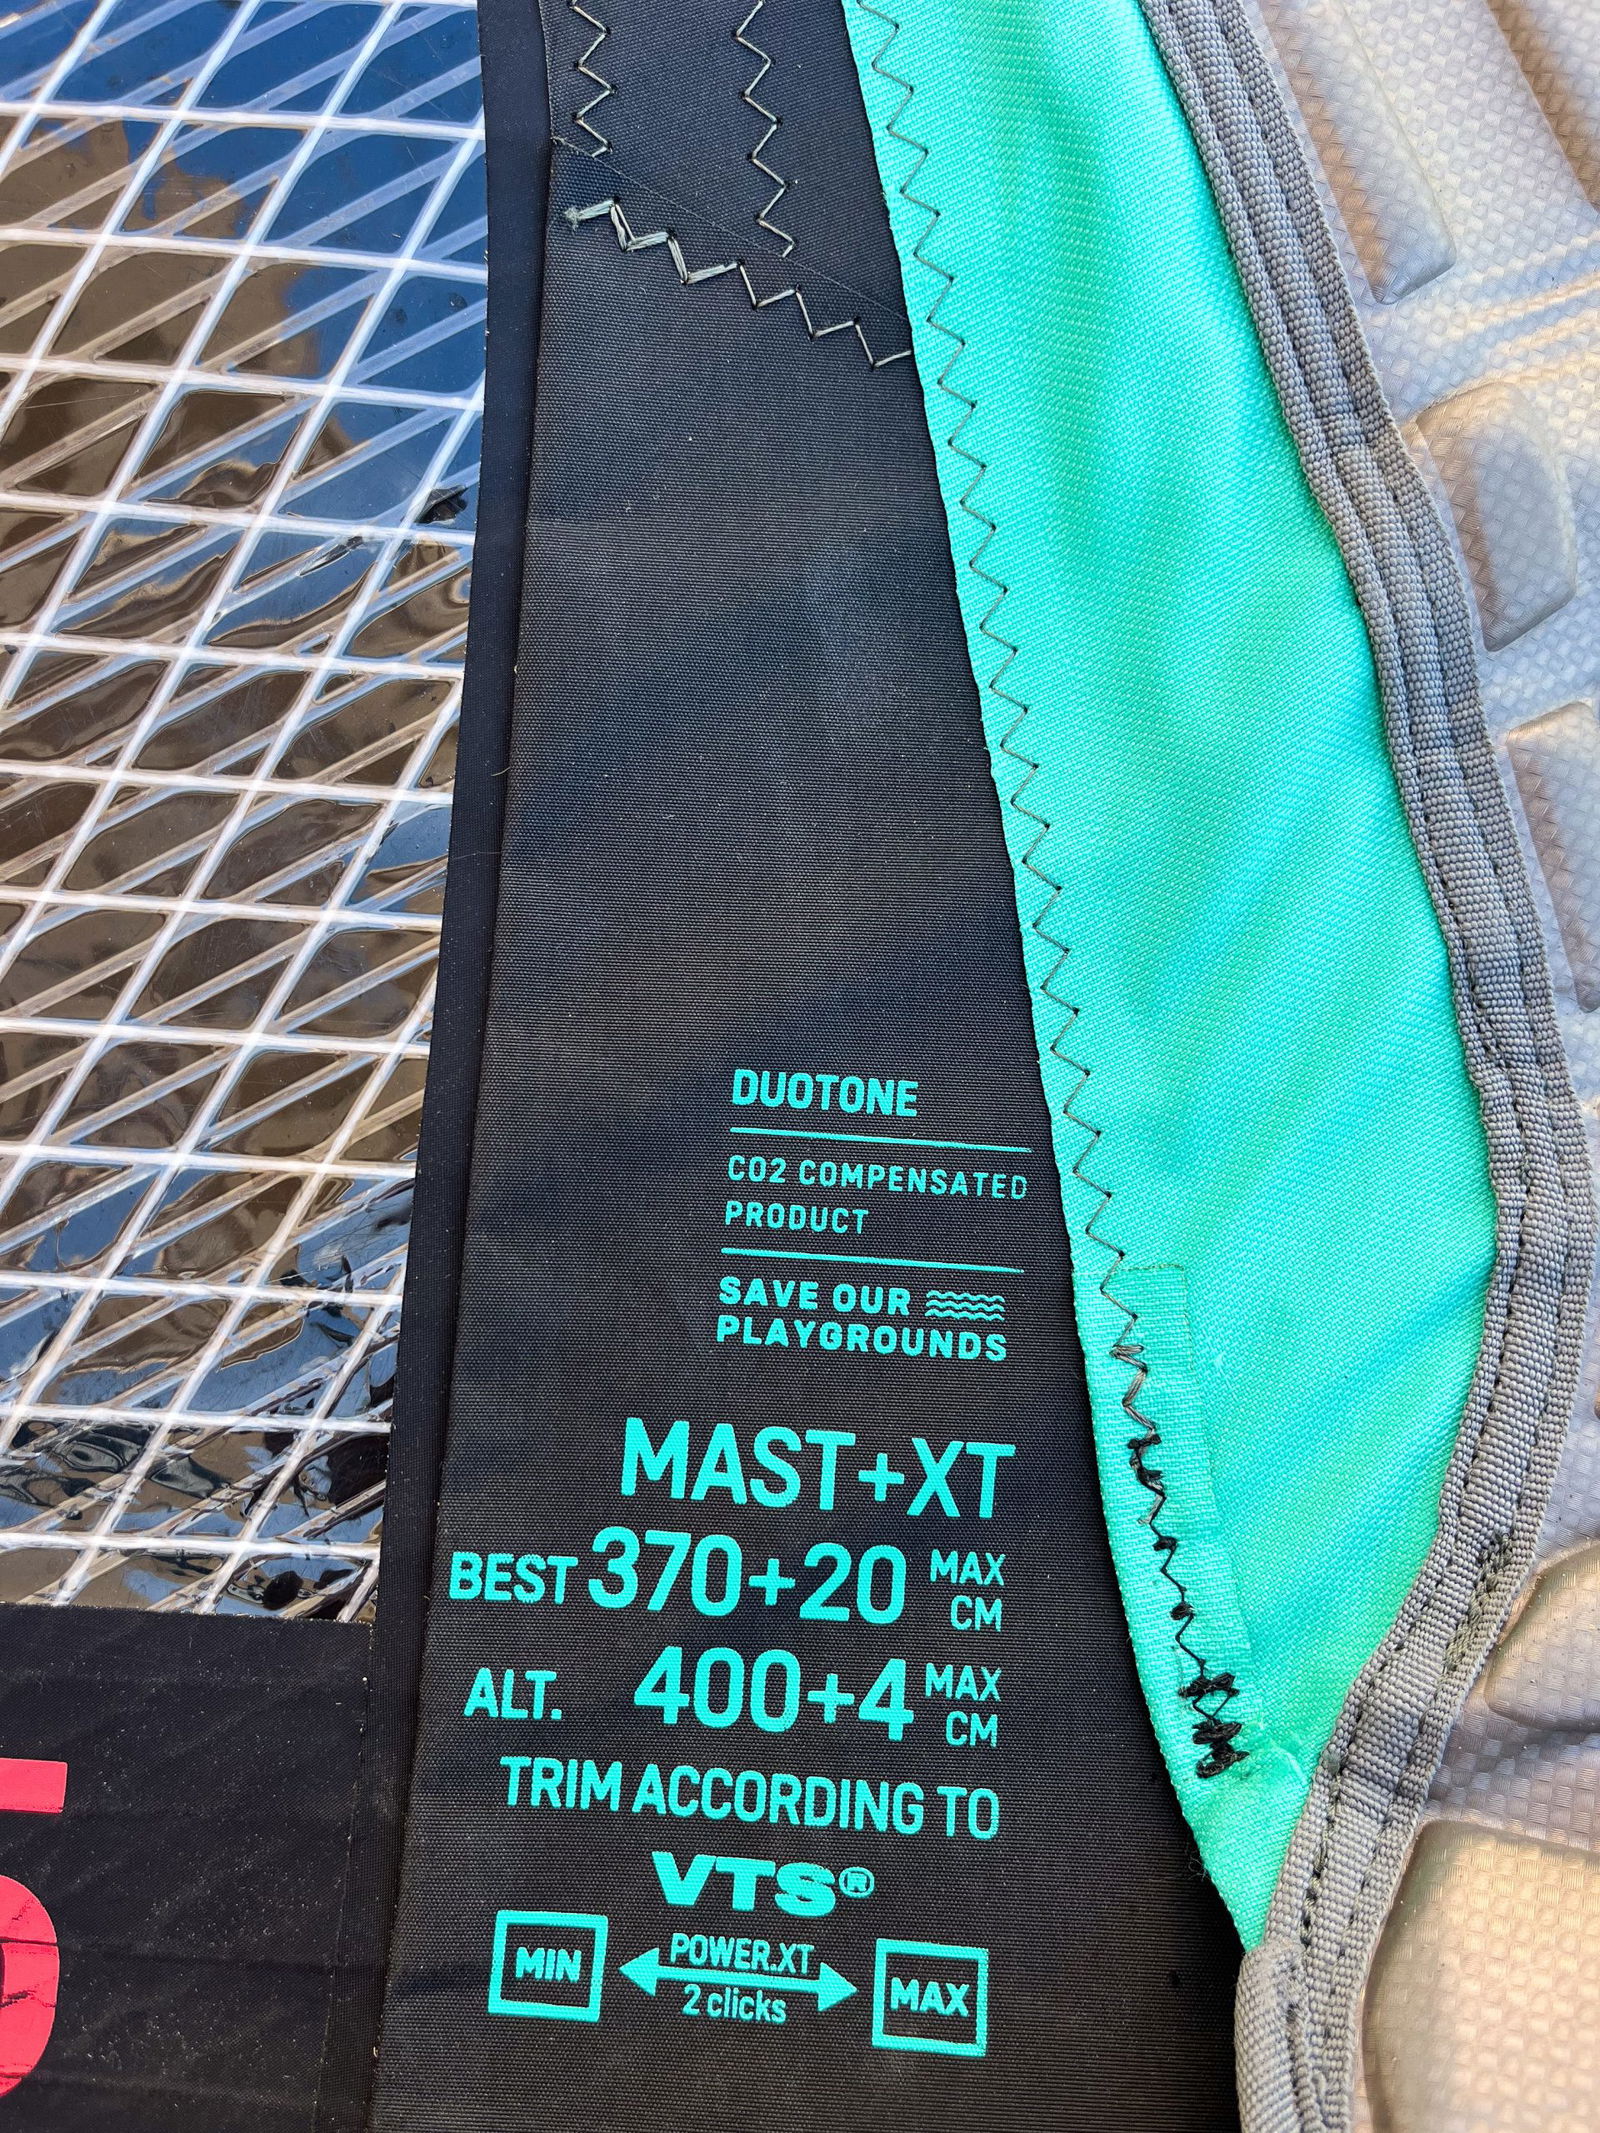 DUOTONE
CO2 COMPENSATED
PRODUCT
SAVE OUR
PLAYGROUNDS
MAST+XT
BEST 370+20 MAX CM
ALT. 400+4 MAX CM
TRIM ACCORDING TO
VTS®
MIN POWER.XT MAX
2 clicks
5